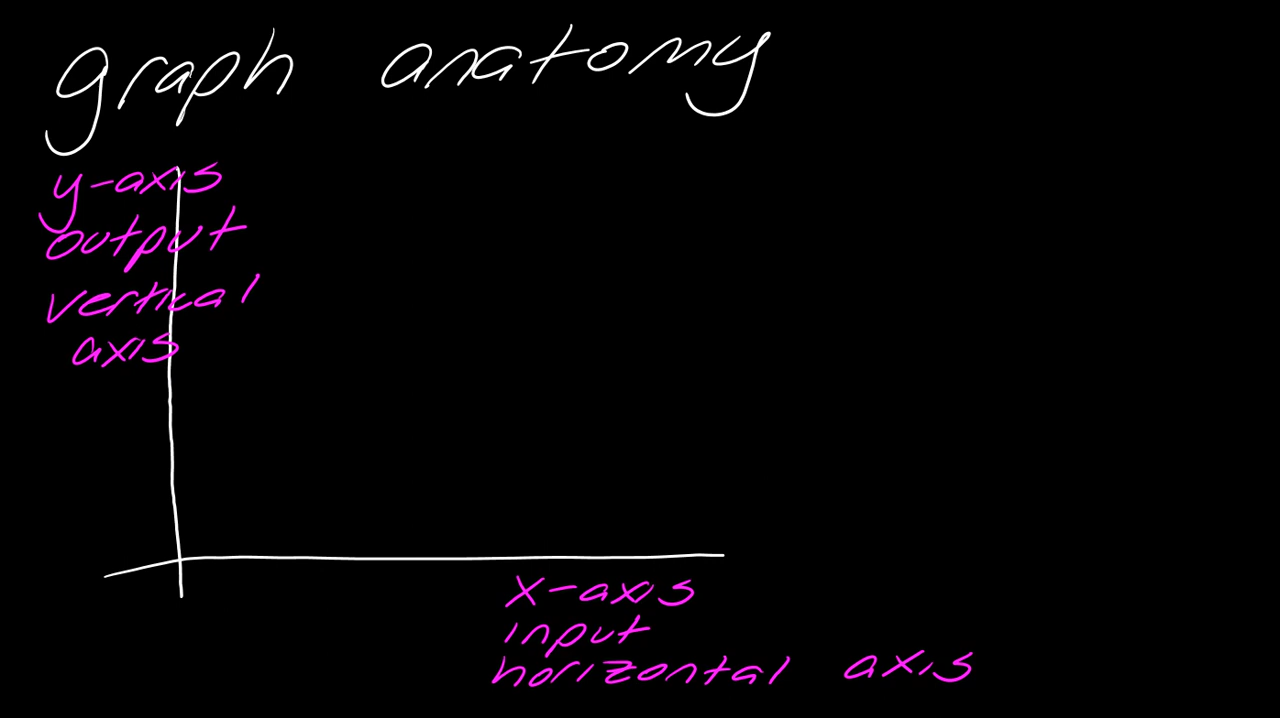 graph anatomy
y-axis
output
vertical
axis
x-axis
input
horizontal axis